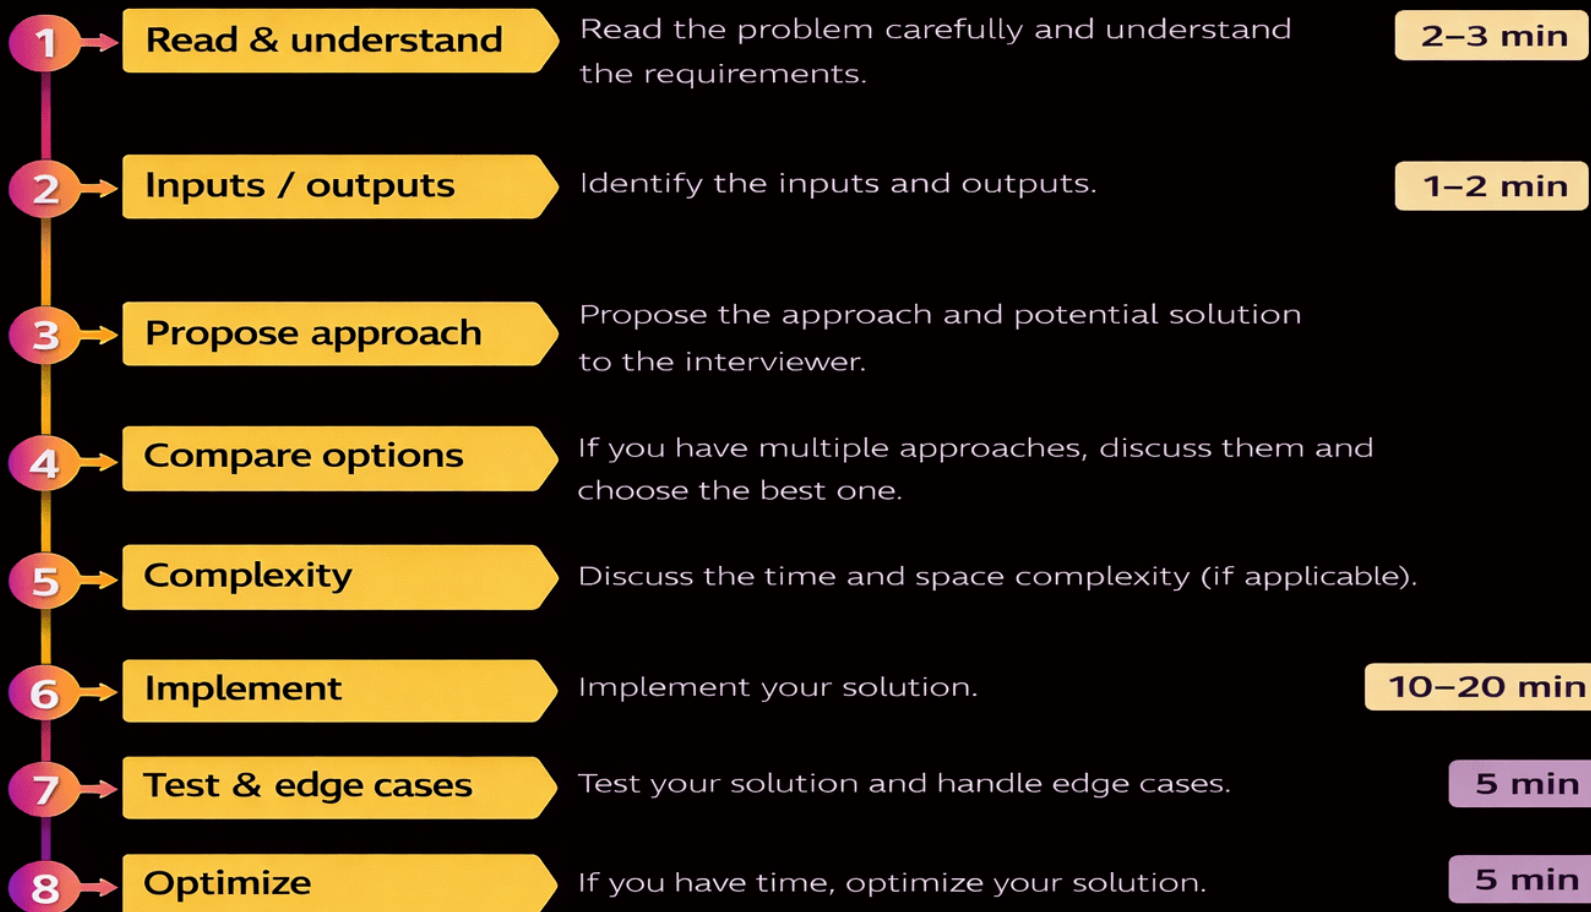 1
Read & understand
Read the problem carefully and understand
the requirements.
2–3 min
2
Inputs / outputs
Identify the inputs and outputs.
1–2 min
3
Propose approach
Propose the approach and potential solution
to the interviewer.
4
Compare options
If you have multiple approaches, discuss them and
choose the best one.
5
Complexity
Discuss the time and space complexity (if applicable).
6
Implement
Implement your solution.
10–20 min
7
Test & edge cases
Test your solution and handle edge cases.
5 min
8
Optimize
If you have time, optimize your solution.
5 min